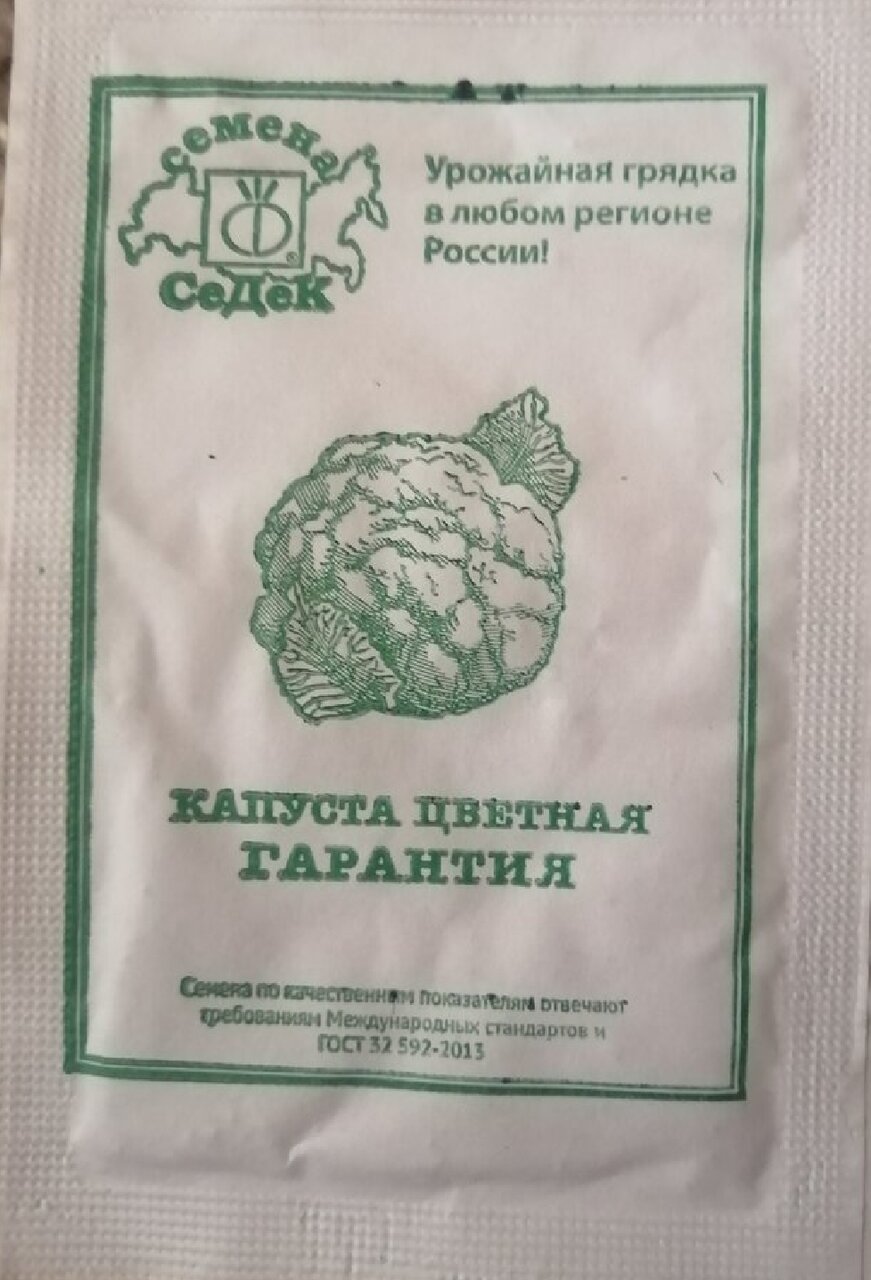 семена
СеДеК
®
Урожайная грядка
в любом регионе
России!
КАПУСТА ЦВЕТНАЯ
ГАРАНТИЯ
Семена по качественным показателям отвечают
требованиям Международных стандартов и
ГОСТ 32 592-2013